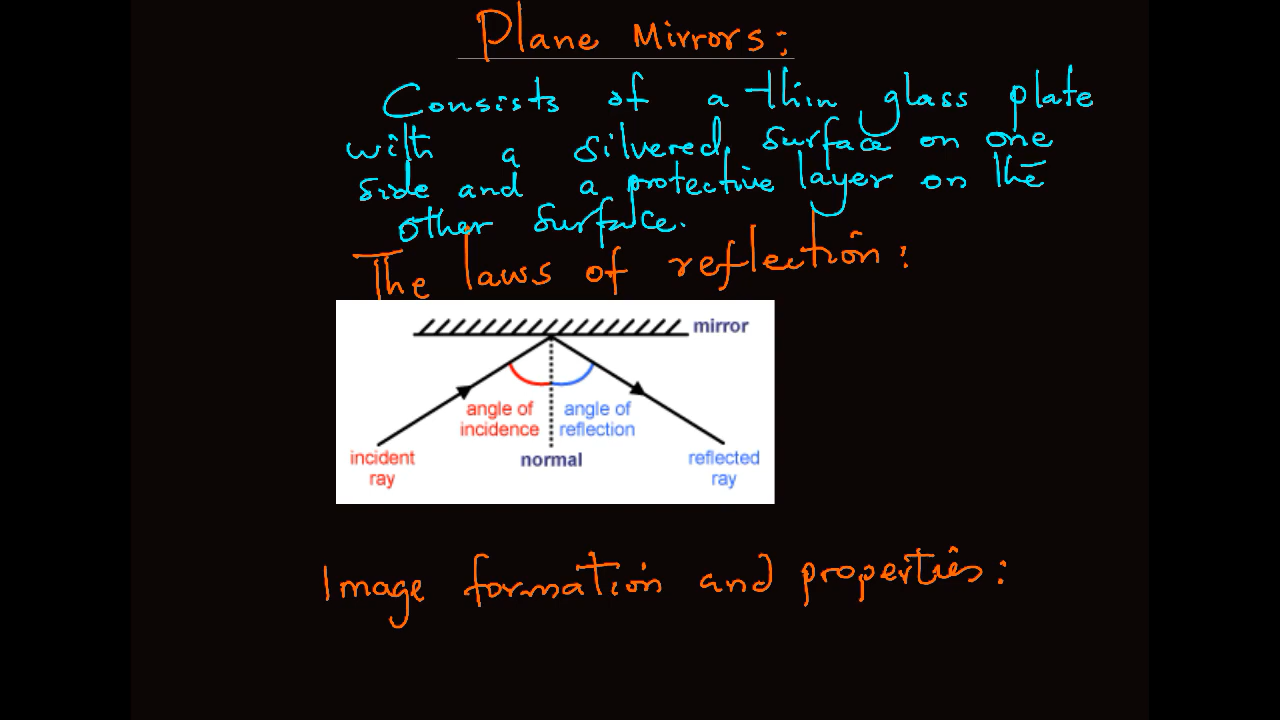 Plane Mirrors:
Consists of a thin glass plate
with a silvered surface on one
side and a protective layer on the
other surface.
The laws of reflection:
mirror
angle of
incidence
angle of
reflection
incident
ray
normal
reflected
ray
Image formation and properties: